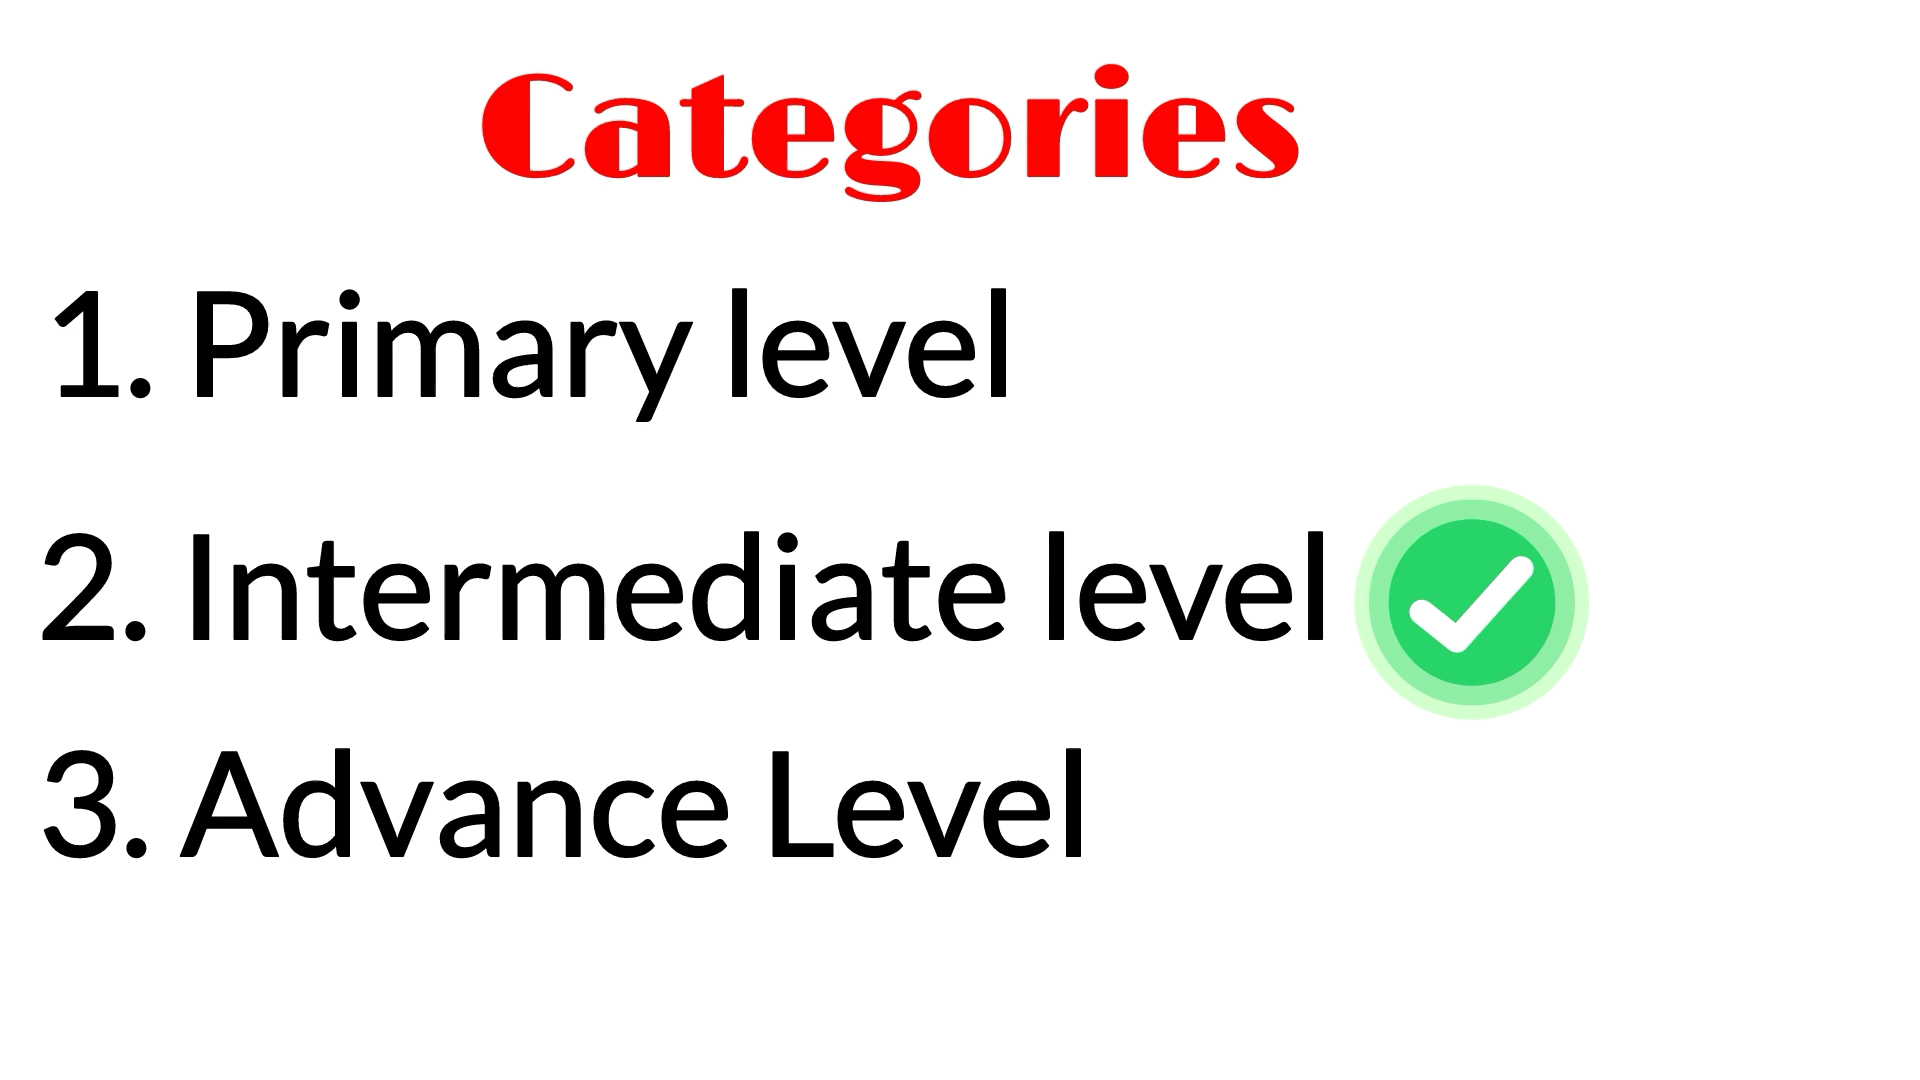 Categories
1. Primary level
2. Intermediate level
3. Advance Level